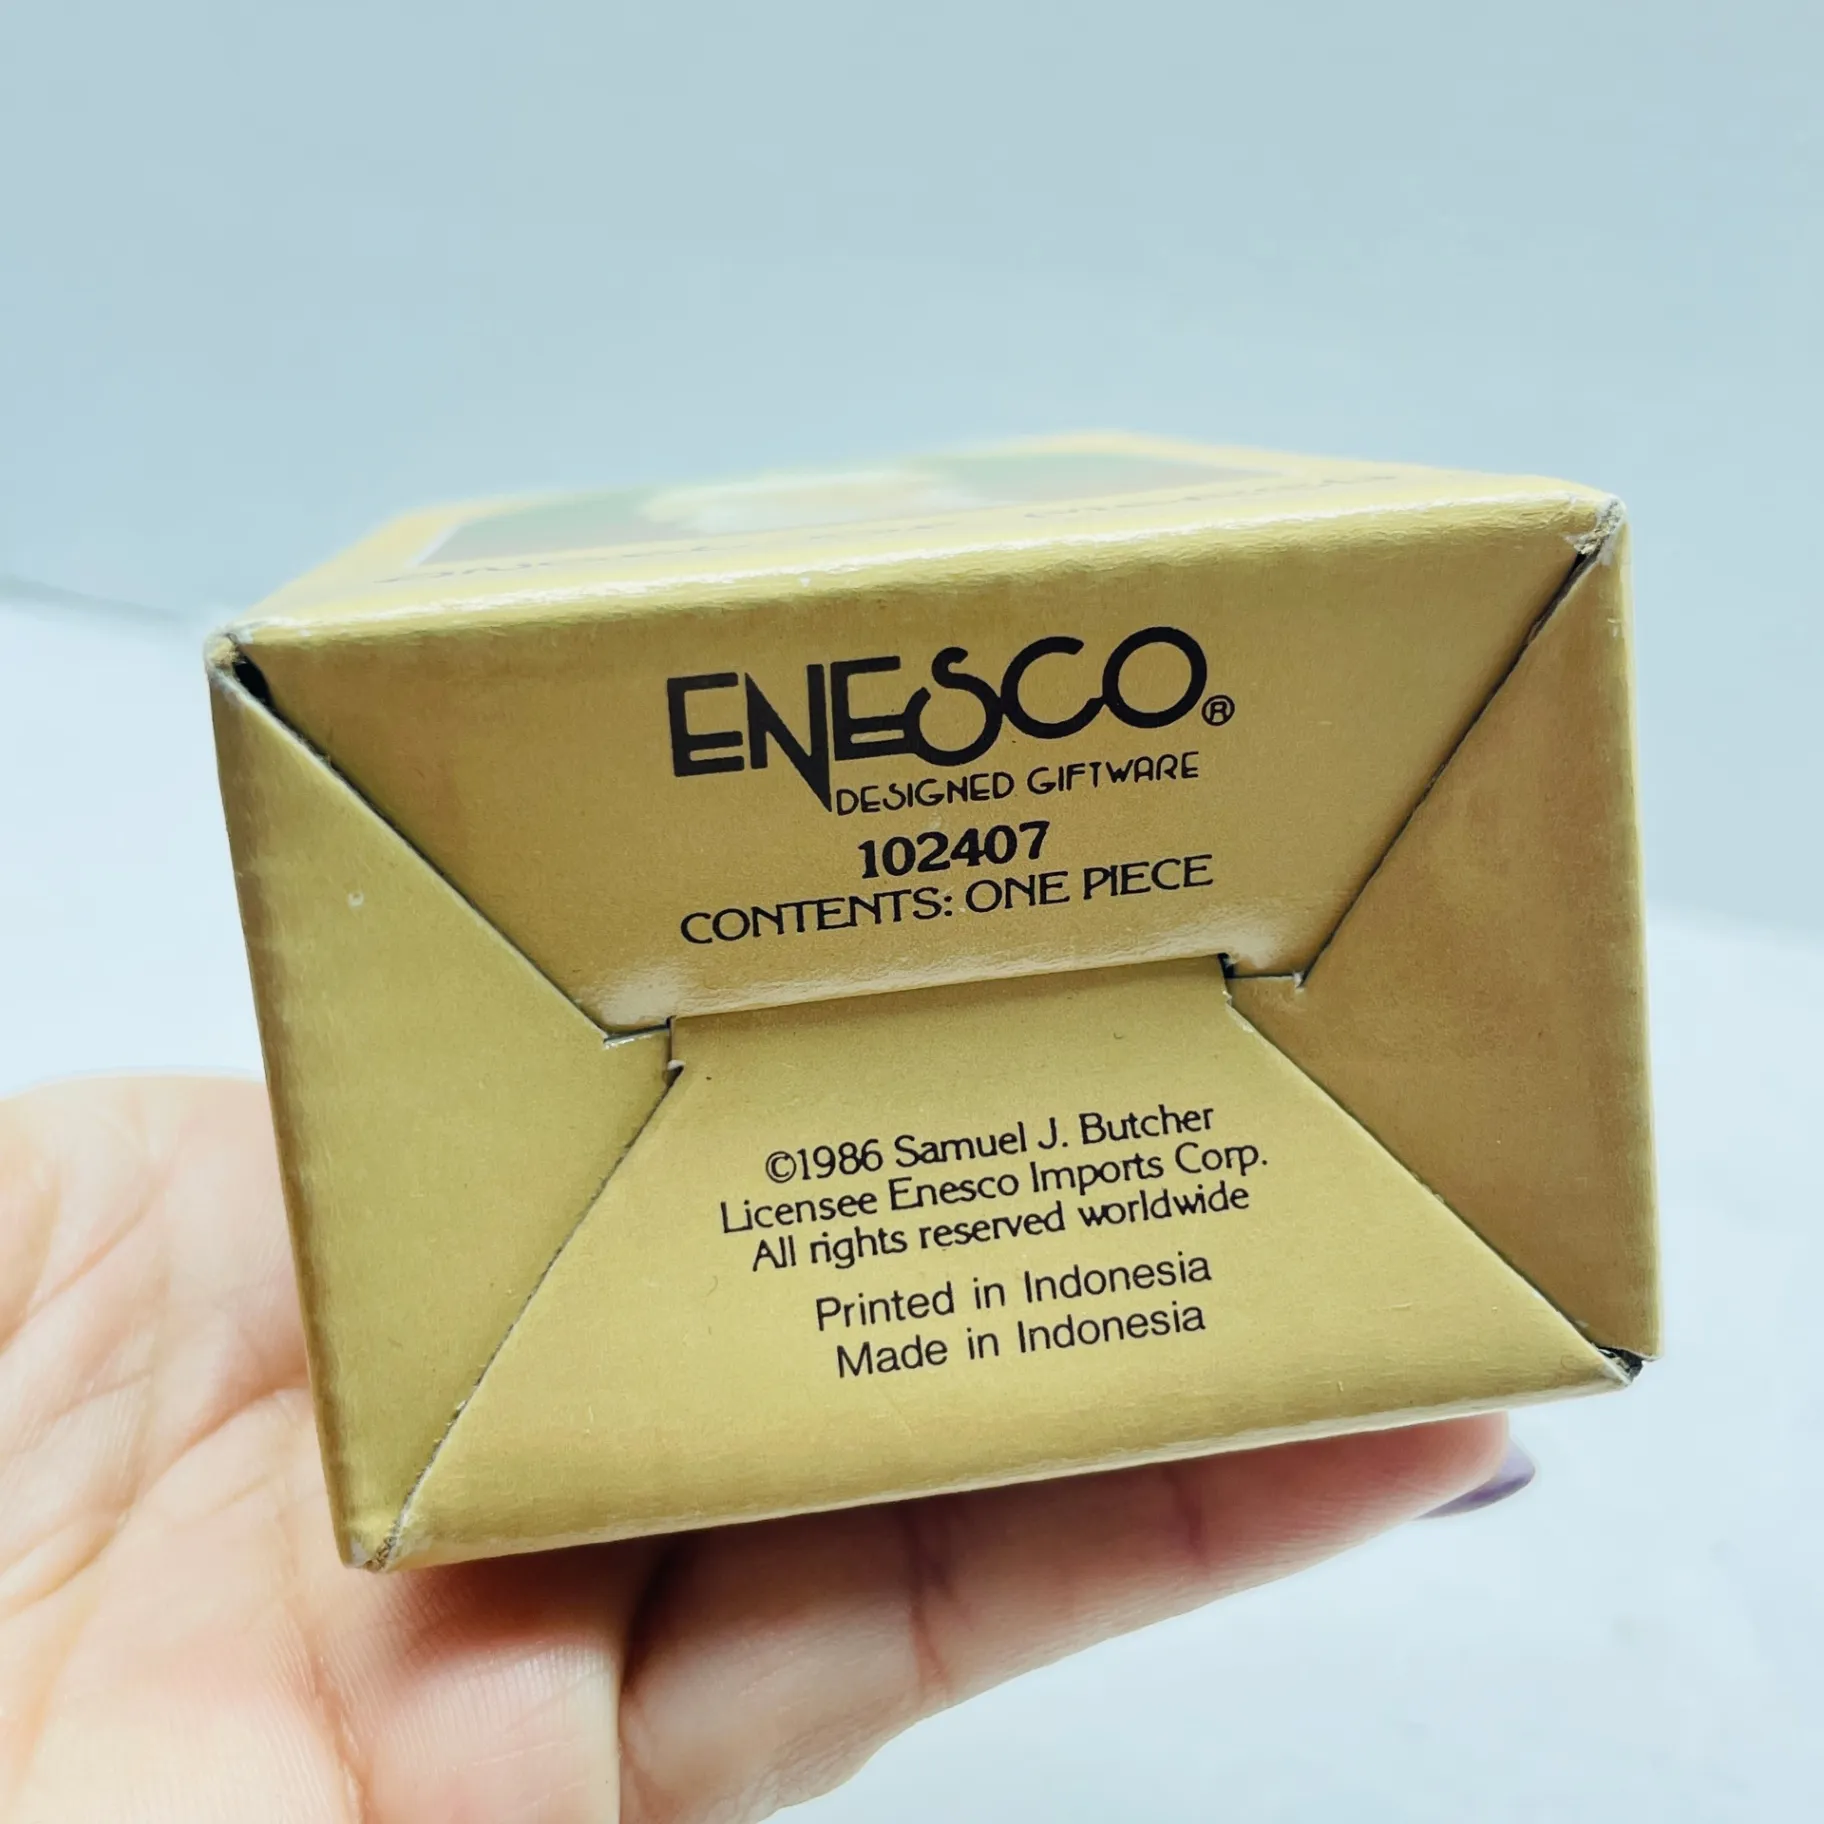 ENESCO®
DESIGNED GIFTWARE
102407
CONTENTS: ONE PIECE
©1986 Samuel J. Butcher
Licensee Enesco Imports Corp.
All rights reserved worldwide
Printed in Indonesia
Made in Indonesia